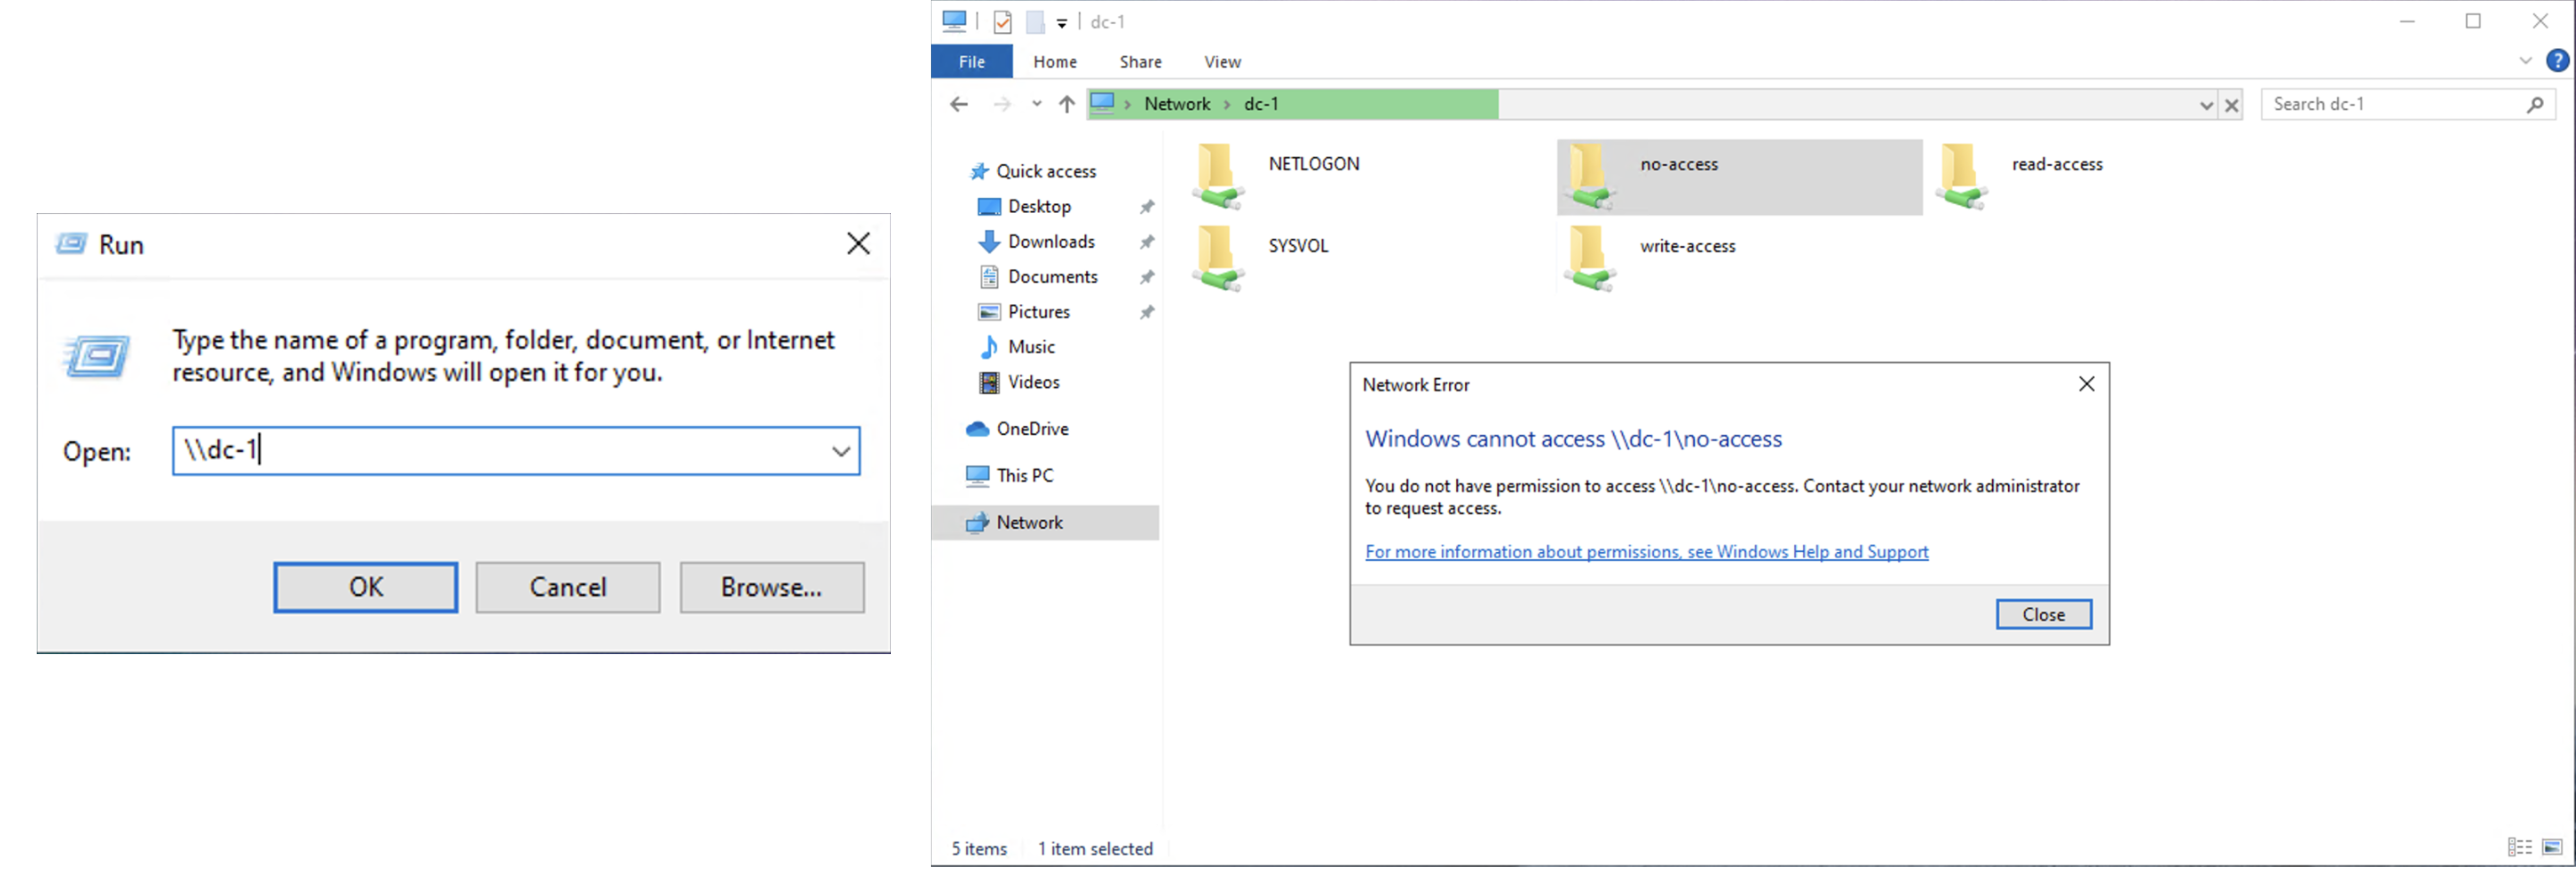 Run
Type the name of a program, folder, document, or Internet
resource, and Windows will open it for you.
Open:
\\dc-1
OK
Cancel
Browse...
dc-1
File
Home
Share
View
?
Network
dc-1
Search dc-1
Quick access
Desktop
Downloads
Documents
Pictures
Music
Videos
OneDrive
This PC
Network
NETLOGON
no-access
read-access
SYSVOL
write-access
Network Error
Windows cannot access \\dc-1\no-access
You do not have permission to access \\dc-1\no-access. Contact your network administrator
to request access.
For more information about permissions, see Windows Help and Support
Close
5 items
1 item selected